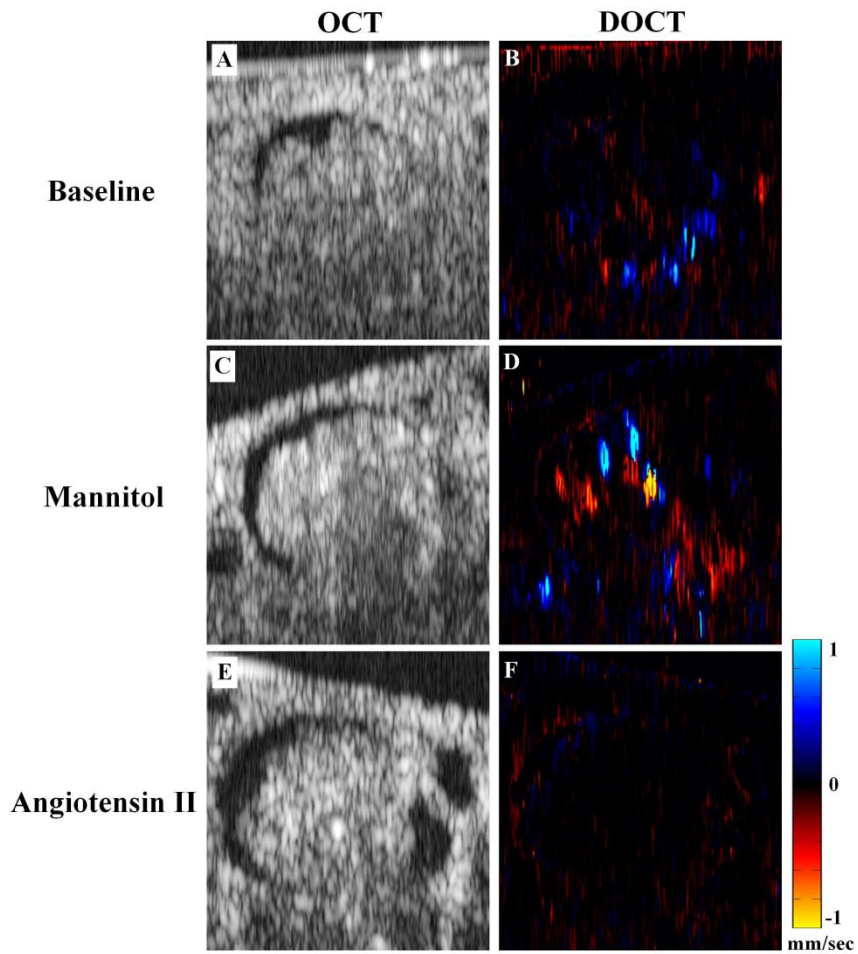 OCT DOCT
A B
Baseline
C D
Mannitol
E F
Angiotensin II
1
0
-1
mm/sec